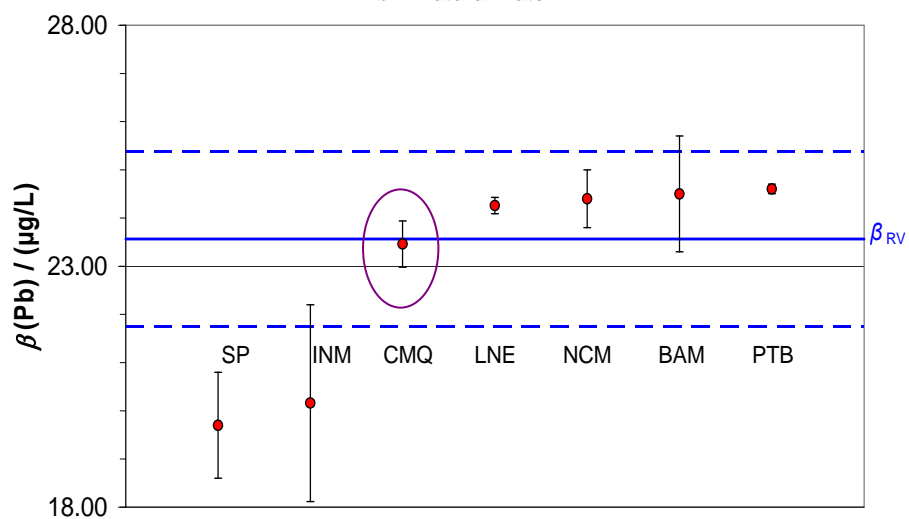 28.00
β(Pb) / (µg/L)
βRV
23.00
SP INM CMQ LNE NCM BAM PTB
18.00